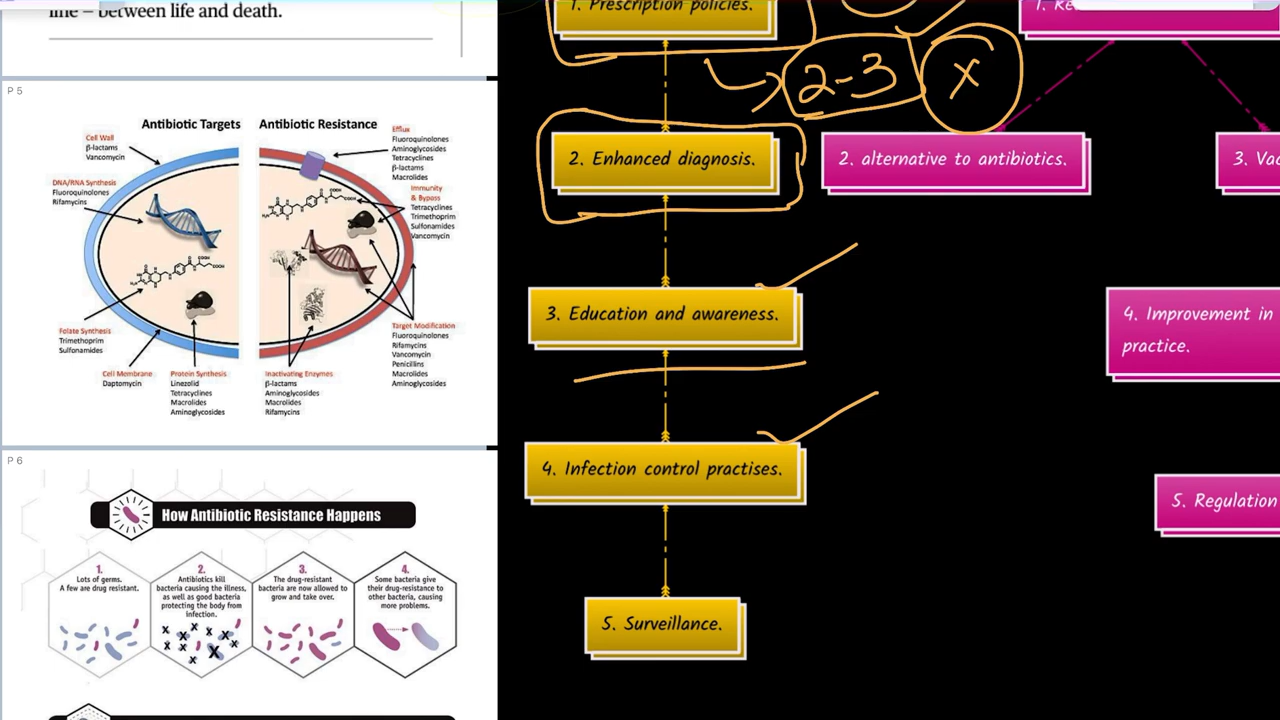 line – between life and death.
P 5
Antibiotic Targets
Antibiotic Resistance
Cell Wall
β-lactams
Vancomycin
DNA/RNA Synthesis
Fluoroquinolones
Rifamycins
Folate Synthesis
Trimethoprim
Sulfonamides
Cell Membrane
Daptomycin
Protein Synthesis
Linezolid
Tetracyclines
Macrolides
Aminoglycosides
Efflux
Fluoroquinolones
Aminoglycosides
Tetracyclines
β-lactams
Macrolides
Immunity
& Bypass
Tetracyclines
Trimethoprim
Sulfonamides
Vancomycin
Target Modification
Fluoroquinolones
Rifamycins
Vancomycin
Penicillins
Macrolides
Aminoglycosides
Inactivating Enzymes
β-lactams
Aminoglycosides
Macrolides
Rifamycins
P 6
How Antibiotic Resistance Happens
1.
Lots of germs.
A few are drug resistant.
2.
Antibiotics kill
bacteria causing the illness,
as well as good bacteria
protecting the body from
infection.
3.
The drug-resistant
bacteria are now allowed to
grow and take over.
4.
Some bacteria give
their drug-resistance to
other bacteria, causing
more problems.
1. Prescription policies.
2-3
X
2. Enhanced diagnosis.
3. Education and awareness.
4. Infection control practises.
5. Surveillance.
2. alternative to antibiotics.
4. Improvement in
practice.
5. Regulation